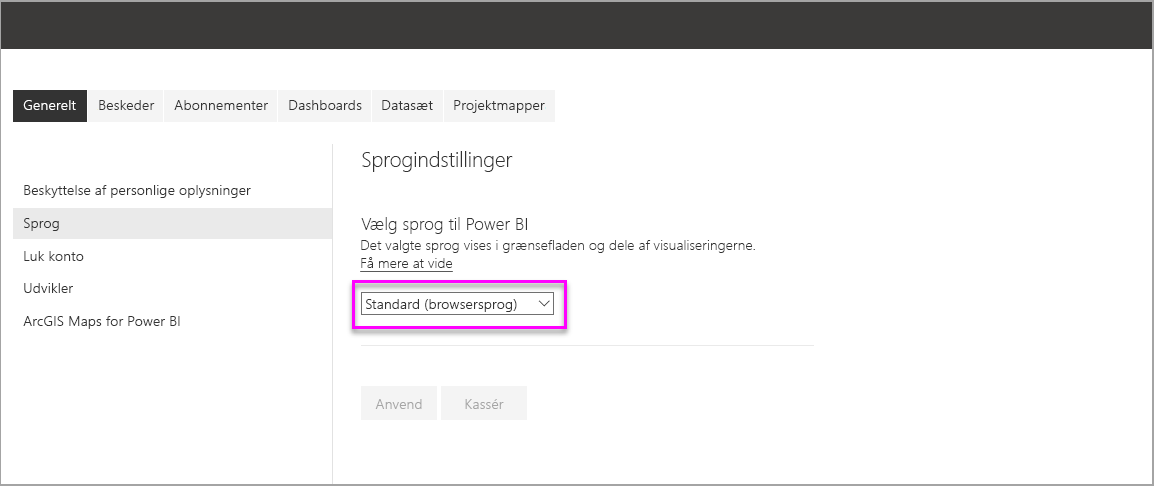 Generelt Beskeder Abonnementer Dashboards Datasæt Projektmapper
Beskyttelse af personlige oplysninger
Sprog
Luk konto
Udvikler
ArcGIS Maps for Power BI
Sprogindstillinger
Vælg sprog til Power BI
Det valgte sprog vises i grænsefladen og dele af visualiseringerne.
Få mere at vide
Standard (browsersprog)
Anvend Kassér